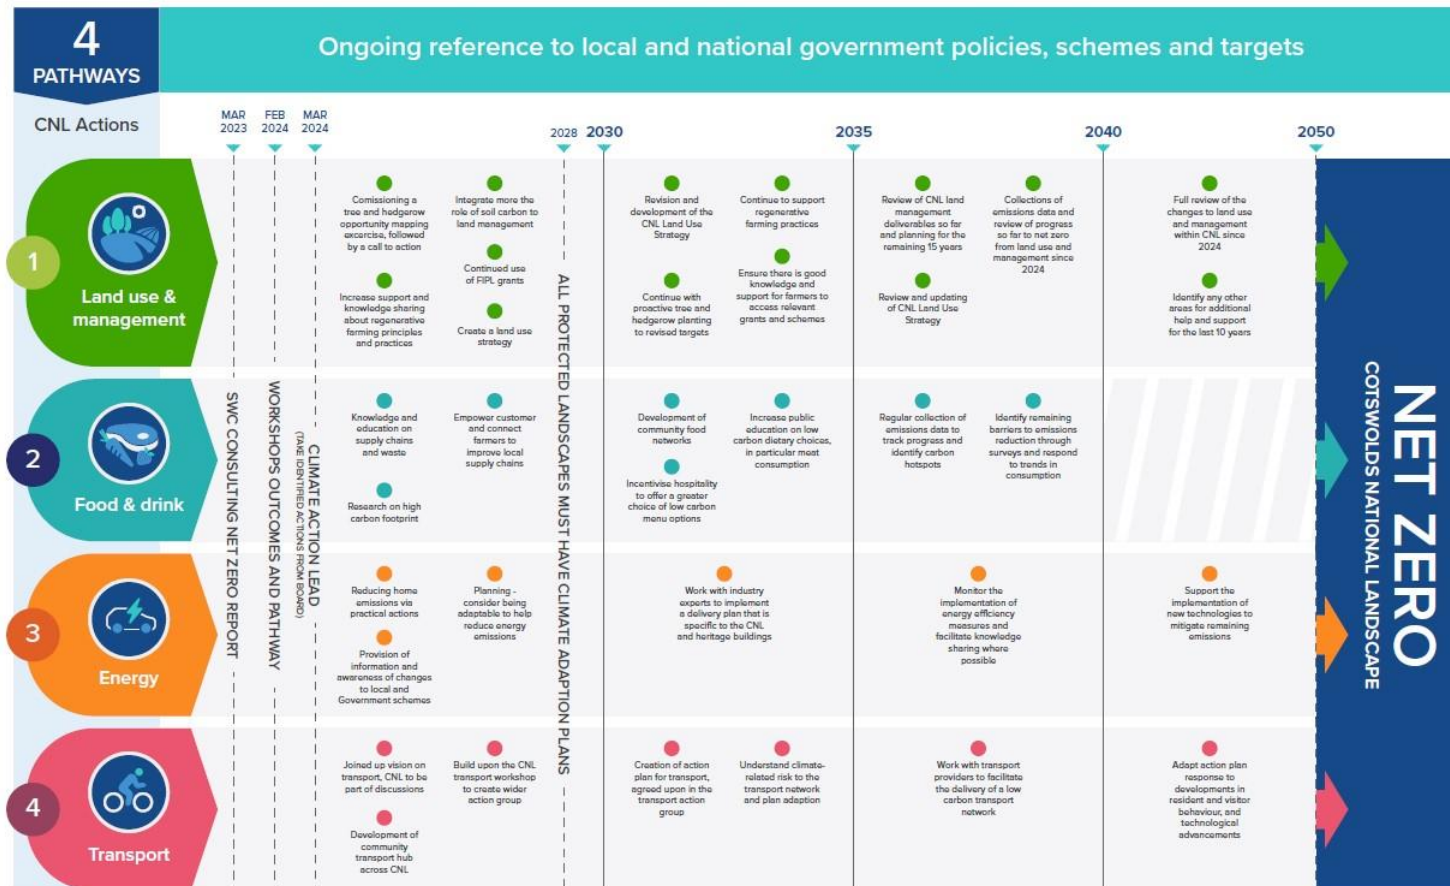 4
PATHWAYS
Ongoing reference to local and national government policies, schemes and targets
CNL Actions
MAR
2023
FEB
2024
MAR
2024
2028
2030
2035
2040
2050
1
Land use &
management
Comissioning a
tree and hedgerow
opportunity mapping
excercise, followed
by a call to action
Increase support and
knowledge sharing
about regenerative
farming principles
and practices
Integrate more the
role of soil carbon to
land management
Continued use
of FIPL grants
Create a land use
strategy
Revision and
development of the
CNL Land Use
Strategy
Continue with
proactive tree and
hedgerow planting
to revised targets
Continue to support
regenerative
farming practices
Ensure there is good
knowledge and
support for farmers to
access relevant
grants and schemes
Review of CNL land
management
deliverables so far
and planning for the
remaining 15 years
Review and updating
of CNL Land Use
Strategy
Collections of
emissions data and
review of progress
so far to net zero
from land use and
management since
2024
Full review of the
changes to land use
and management
within CNL since
2024
Identify any other
areas for additional
help and support
for the last 10 years
2
Food & drink
Knowledge and
education on
supply chains
and waste
Research on high
carbon footprint
Empower customer
and connect
farmers to
improve local
supply chains
Development of
community food
networks
Incentivise hospitality
to offer a greater
choice of low carbon
menu options
Increase public
education on low
carbon dietary choices,
in particular meat
consumption
Regular collection of
emissions data to
track progress and
identify carbon
hotspots
Identify remaining
barriers to emissions
reduction through
surveys and respond
to trends in
consumption
3
Energy
Reducing home
emissions via
practical actions
Provision of
information and
awareness of changes
to local and
Government schemes
Planning -
consider being
adaptable to help
reduce energy
emissions
Work with industry
experts to implement
a delivery plan that is
specific to the CNL
and heritage buildings
Monitor the
implementation of
energy efficiency
measures and
facilitate knowledge
sharing where
possible
Support the
implementation of
new technologies to
mitigate remaining
emissions
4
Transport
Joined up vision on
transport, CNL to be
part of discussions
Development of
community
transport hub
across CNL
Build upon the CNL
transport workshop
to create wider
action group
Creation of action
plan for transport,
agreed upon in the
transport action
group
Understand climate-
related risk to the
transport network
and plan adaption
Work with transport
providers to facilitate
the delivery of a low
carbon transport
network
Adapt action plan
response to
developments in
resident and visitor
behaviour, and
technological
advancements
SWC CONSULTING NET ZERO REPORT
WORKSHOPS OUTCOMES AND PATHWAY
CLIMATE ACTION LEAD
(TAKE IDENTIFIED ACTIONS FROM BOARD)
ALL PROTECTED LANDSCAPES MUST HAVE CLIMATE ADAPTION PLANS
NET ZERO
COTSWOLDS NATIONAL LANDSCAPE